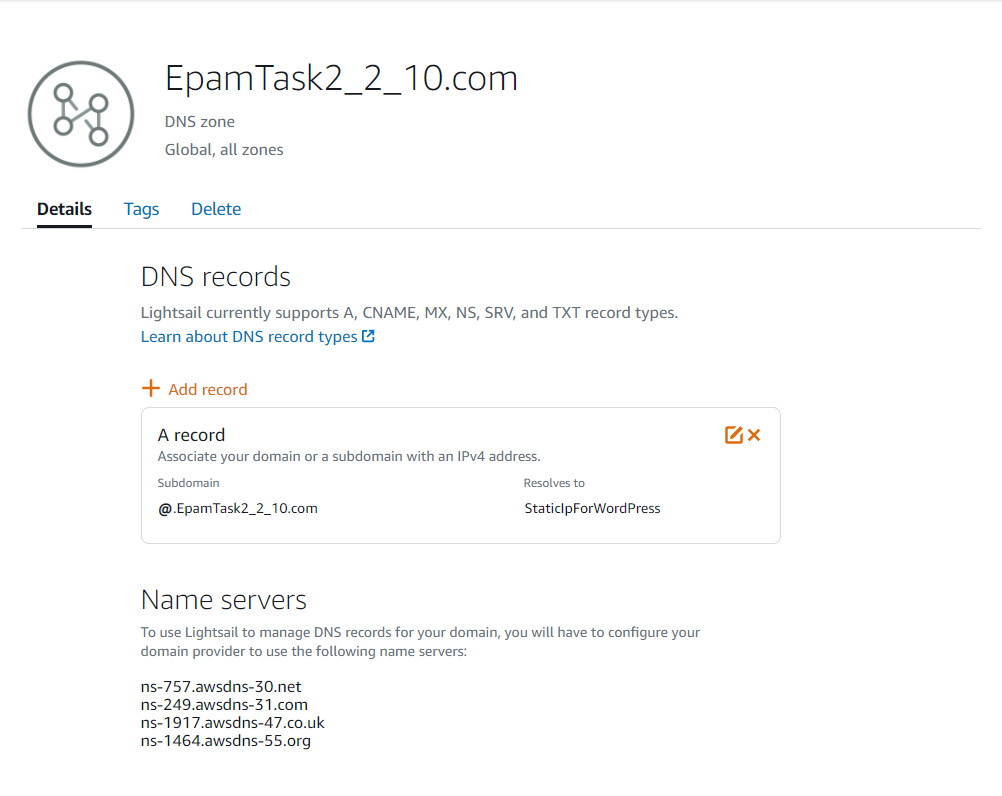 EpamTask2_2_10.com
DNS zone
Global, all zones
Details Tags Delete
DNS records
Lightsail currently supports A, CNAME, MX, NS, SRV, and TXT record types.
Learn about DNS record types
+ Add record
A record
Associate your domain or a subdomain with an IPv4 address.
Subdomain Resolves to
@.EpamTask2_2_10.com StaticIpForWordPress
Name servers
To use Lightsail to manage DNS records for your domain, you will have to configure your
domain provider to use the following name servers:
ns-757.awsdns-30.net
ns-249.awsdns-31.com
ns-1917.awsdns-47.co.uk
ns-1464.awsdns-55.org